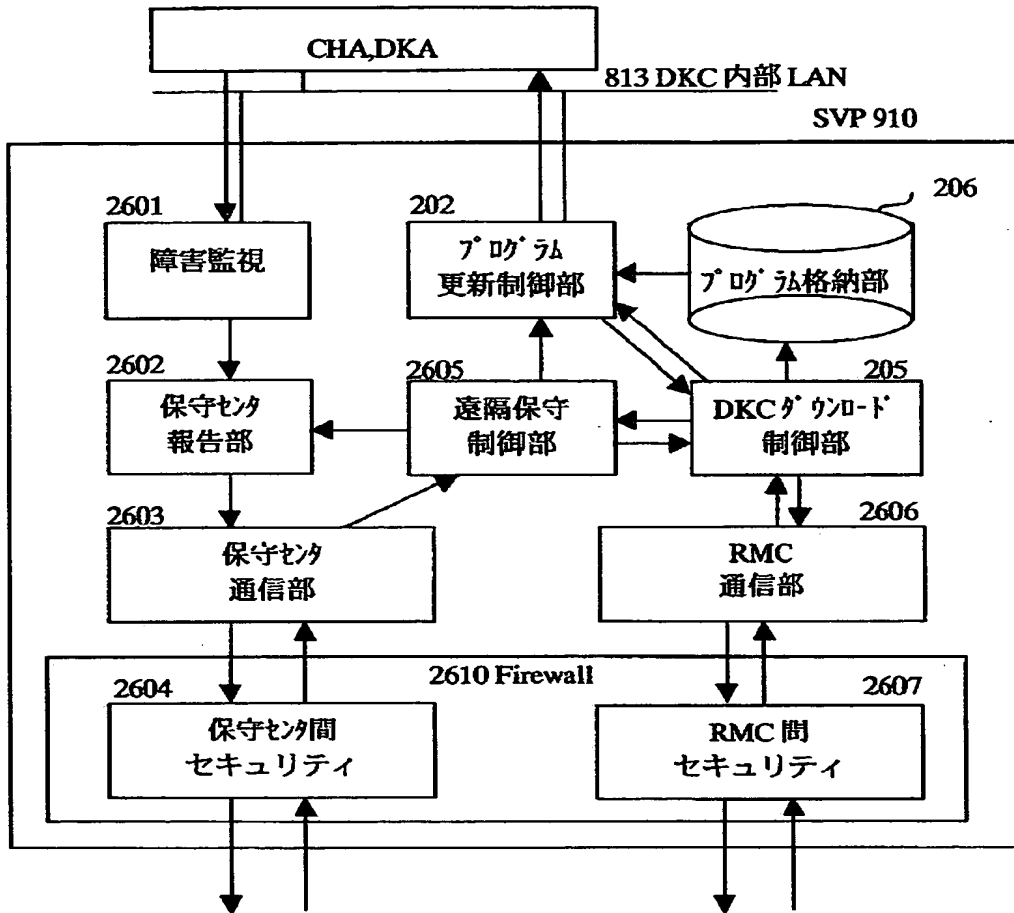 CHA,DKA
813 DKC 内部 LAN
SVP 910
2601
障害監視
202
プログラム
更新制御部
206
プログラム格納部
2602
保守センタ
報告部
2605
遠隔保守
制御部
205
DKCダウンロード
制御部
2603
保守センタ
通信部
2606
RMC
通信部
2610 Firewall
2604
保守センタ間
セキュリティ
2607
RMC 間
セキュリティ